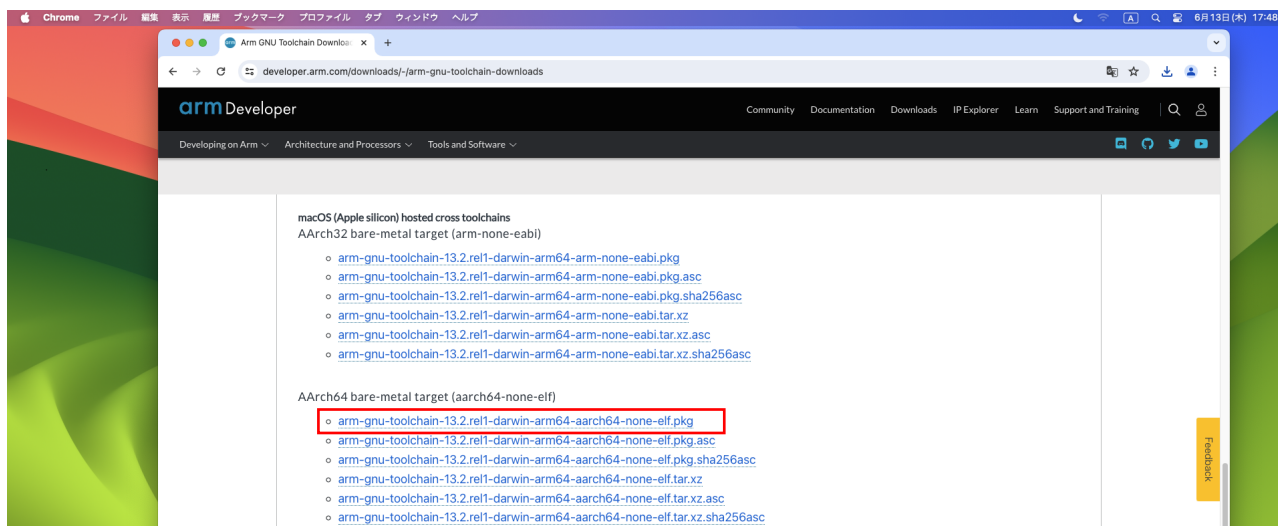 Chrome ファイル 編集 表示 履歴 ブックマーク プロファイル タブ ウィンドウ ヘルプ A 6月13日(木) 17:48
Arm GNU Toolchain Downloa
developer.arm.com/downloads/-/arm-gnu-toolchain-downloads
arm Developer Community Documentation Downloads IP Explorer Learn Support and Training
Developing on Arm Architecture and Processors Tools and Software
macOS (Apple silicon) hosted cross toolchains
AArch32 bare-metal target (arm-none-eabi)
arm-gnu-toolchain-13.2.rel1-darwin-arm64-arm-none-eabi.pkg
arm-gnu-toolchain-13.2.rel1-darwin-arm64-arm-none-eabi.pkg.asc
arm-gnu-toolchain-13.2.rel1-darwin-arm64-arm-none-eabi.pkg.sha256asc
arm-gnu-toolchain-13.2.rel1-darwin-arm64-arm-none-eabi.tar.xz
arm-gnu-toolchain-13.2.rel1-darwin-arm64-arm-none-eabi.tar.xz.asc
arm-gnu-toolchain-13.2.rel1-darwin-arm64-arm-none-eabi.tar.xz.sha256asc
AArch64 bare-metal target (aarch64-none-elf)
arm-gnu-toolchain-13.2.rel1-darwin-arm64-aarch64-none-elf.pkg
arm-gnu-toolchain-13.2.rel1-darwin-arm64-aarch64-none-elf.pkg.asc
arm-gnu-toolchain-13.2.rel1-darwin-arm64-aarch64-none-elf.pkg.sha256asc
arm-gnu-toolchain-13.2.rel1-darwin-arm64-aarch64-none-elf.tar.xz
arm-gnu-toolchain-13.2.rel1-darwin-arm64-aarch64-none-elf.tar.xz.asc
arm-gnu-toolchain-13.2.rel1-darwin-arm64-aarch64-none-elf.tar.xz.sha256asc
Feedback